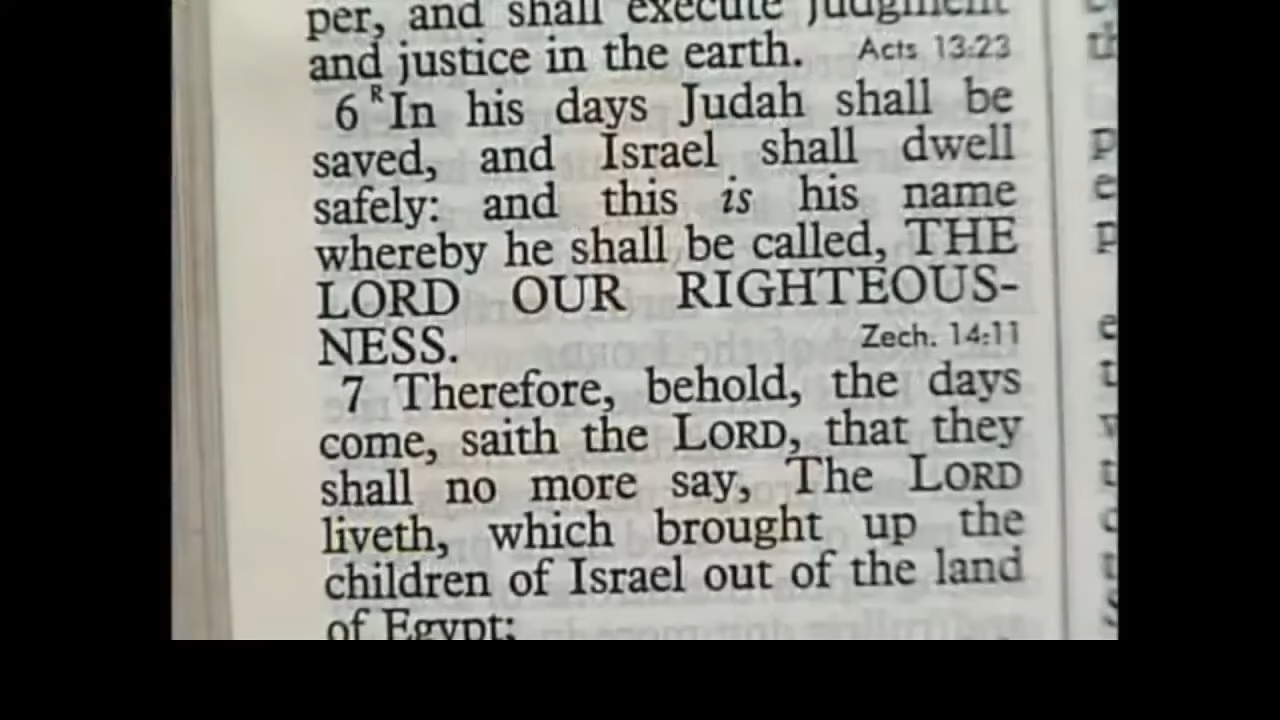 per, and shall execute judgment
and justice in the earth. Acts 13:23
6 ᴿIn his days Judah shall be
saved, and Israel shall dwell
safely: and this is his name
whereby he shall be called, THE
LORD OUR RIGHTEOUS-
NESS. Zech. 14:11
7 Therefore, behold, the days
come, saith the LORD, that they
shall no more say, The LORD
liveth, which brought up the
children of Israel out of the land
of Egypt;